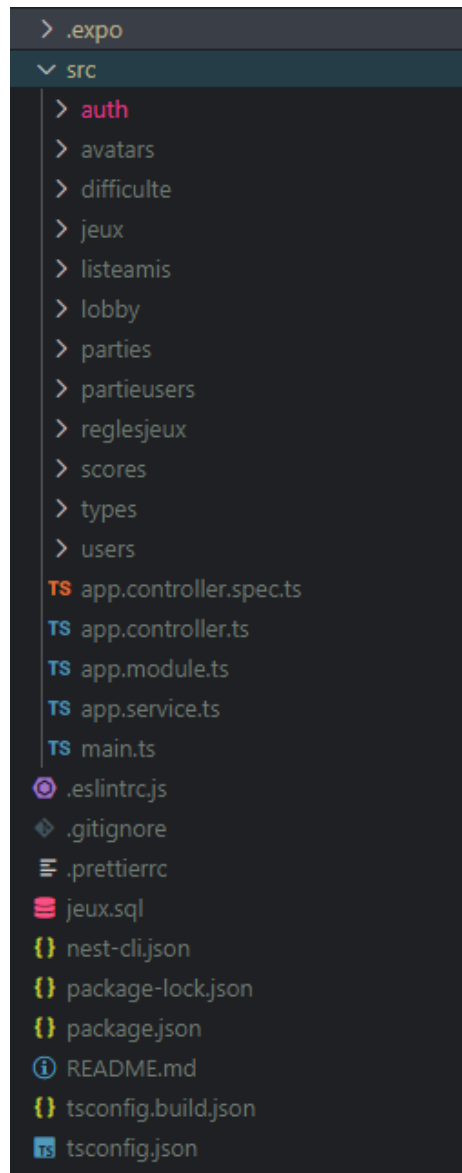 .expo
src
auth
avatars
difficulte
jeux
listeamis
lobby
parties
partieusers
reglesjeux
scores
types
users
TS app.controller.spec.ts
TS app.controller.ts
TS app.module.ts
TS app.service.ts
TS main.ts
.eslintrc.js
.gitignore
.prettierrc
jeux.sql
{} nest-cli.json
{} package-lock.json
{} package.json
README.md
{} tsconfig.build.json
TS tsconfig.json